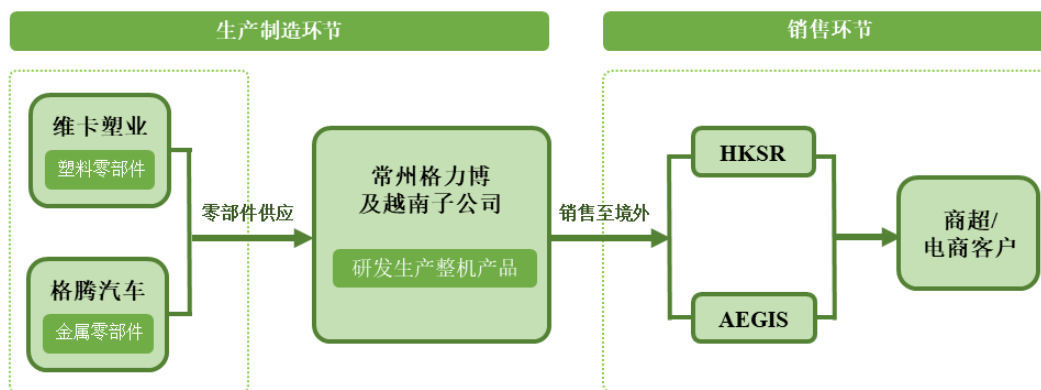 生产制造环节
销售环节
维卡塑业
塑料零部件
格腾汽车
金属零部件
零部件供应
常州格力博
及越南子公司
研发生产整机产品
销售至境外
HKSR
AEGIS
商超/
电商客户